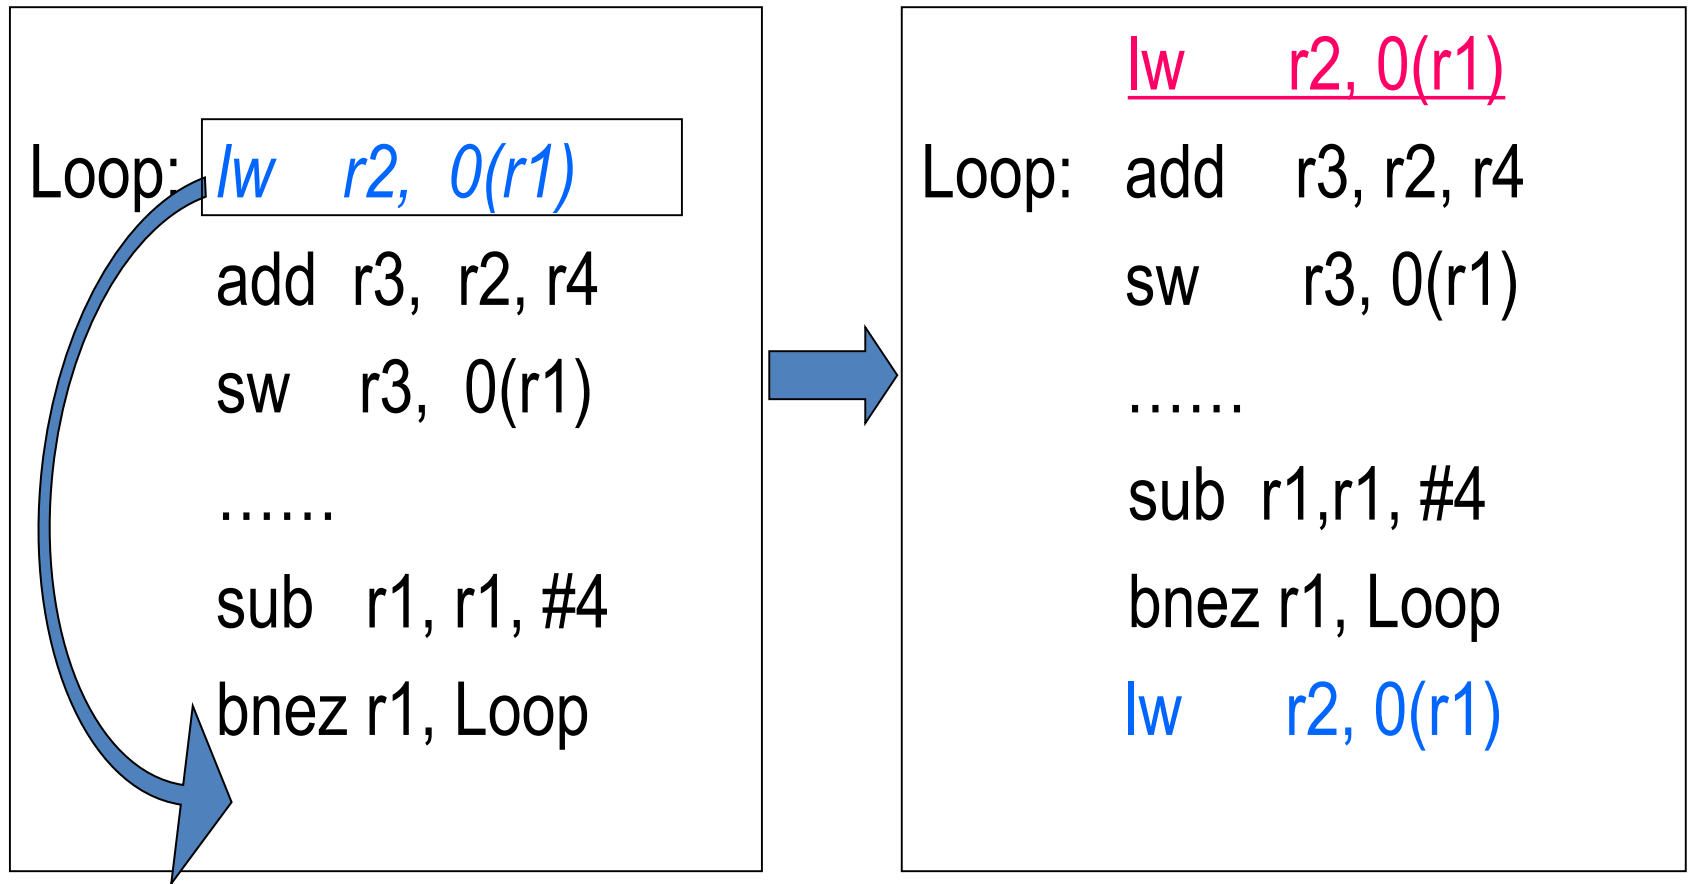 Loop: lw r2, 0(r1)
add r3, r2, r4
sw r3, 0(r1)
……
sub r1, r1, #4
bnez r1, Loop
lw r2, 0(r1)
Loop: add r3, r2, r4
sw r3, 0(r1)
……
sub r1,r1, #4
bnez r1, Loop
lw r2, 0(r1)